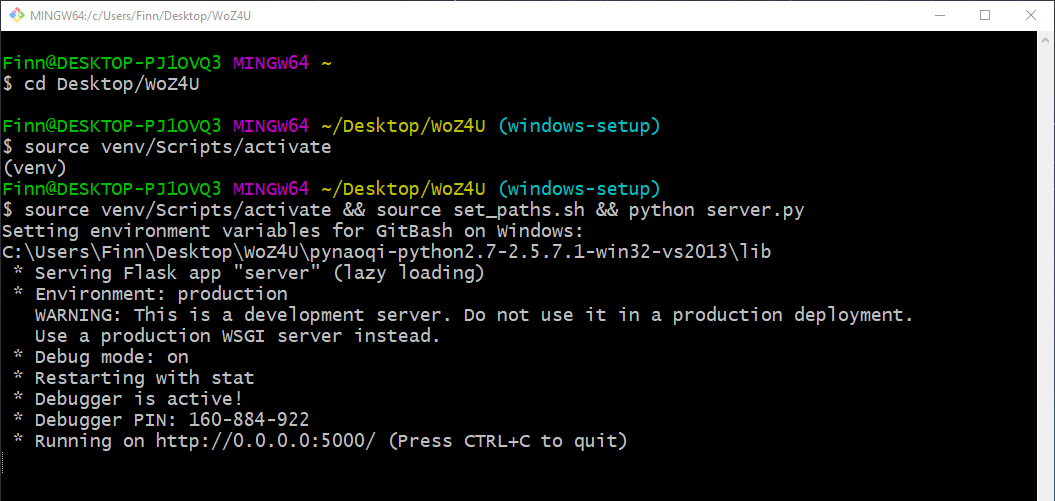 MINGW64:/c/Users/Finn/Desktop/WoZ4U
Finn@DESKTOP-PJ1OVQ3 MINGW64 ~
$ cd Desktop/WoZ4U
Finn@DESKTOP-PJ1OVQ3 MINGW64 ~/Desktop/WoZ4U (windows-setup)
$ source venv/Scripts/activate
(venv)
Finn@DESKTOP-PJ1OVQ3 MINGW64 ~/Desktop/WoZ4U (windows-setup)
$ source venv/Scripts/activate && source set_paths.sh && python server.py
Setting environment variables for GitBash on Windows:
C:\Users\Finn\Desktop\WoZ4U\pynaoqi-python2.7-2.5.7.1-win32-vs2013\lib
 * Serving Flask app "server" (lazy loading)
 * Environment: production
   WARNING: This is a development server. Do not use it in a production deployment.
   Use a production WSGI server instead.
 * Debug mode: on
 * Restarting with stat
 * Debugger is active!
 * Debugger PIN: 160-884-922
 * Running on http://0.0.0.0:5000/ (Press CTRL+C to quit)